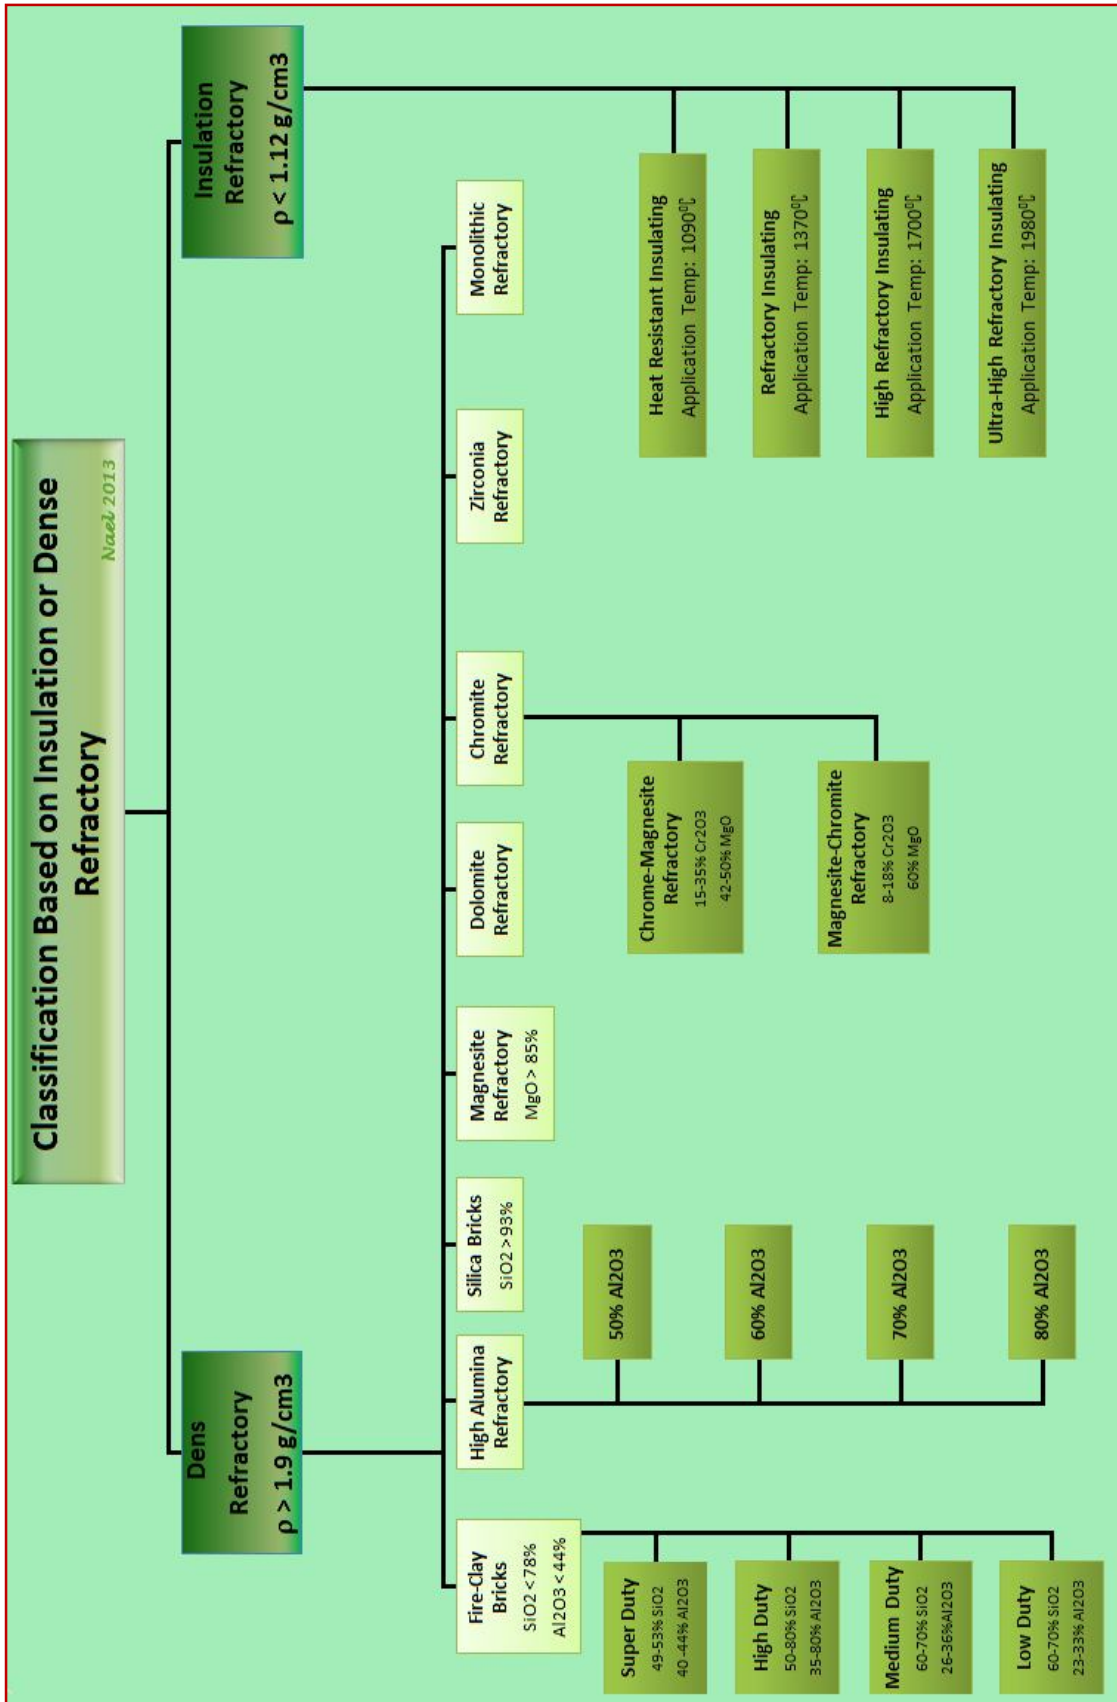 Classification Based on Insulation or Dense
Refractory
Nael 2013
Dens
Refractory
ρ > 1.9 g/cm3
Insulation
Refractory
ρ < 1.12 g/cm3
Fire-Clay
Bricks
SiO2 < 78%
Al2O3 < 44%
High Alumina
Refractory
Silica Bricks
SiO2 > 93%
Magnesite
Refractory
MgO > 85%
Dolomite
Refractory
Chromite
Refractory
Zirconia
Refractory
Monolithic
Refractory
Super Duty
49-53% SiO2
40-44% Al2O3
High Duty
50-80% SiO2
35-80% Al2O3
Medium Duty
60-70% SiO2
26-36%Al2O3
Low Duty
60-70% SiO2
23-33% Al2O3
50% Al2O3
60% Al2O3
70% Al2O3
80% Al2O3
Chrome-Magnesite
Refractory
15-35% Cr2O3
42-50% MgO
Magnesite-Chromite
Refractory
8-18% Cr2O3
60% MgO
Heat Resistant Insulating
Application Temp: 1090⁰C
Refractory Insulating
Application Temp: 1370⁰C
High Refractory Insulating
Application Temp: 1700⁰C
Ultra-High Refractory Insulating
Application Temp: 1980⁰C